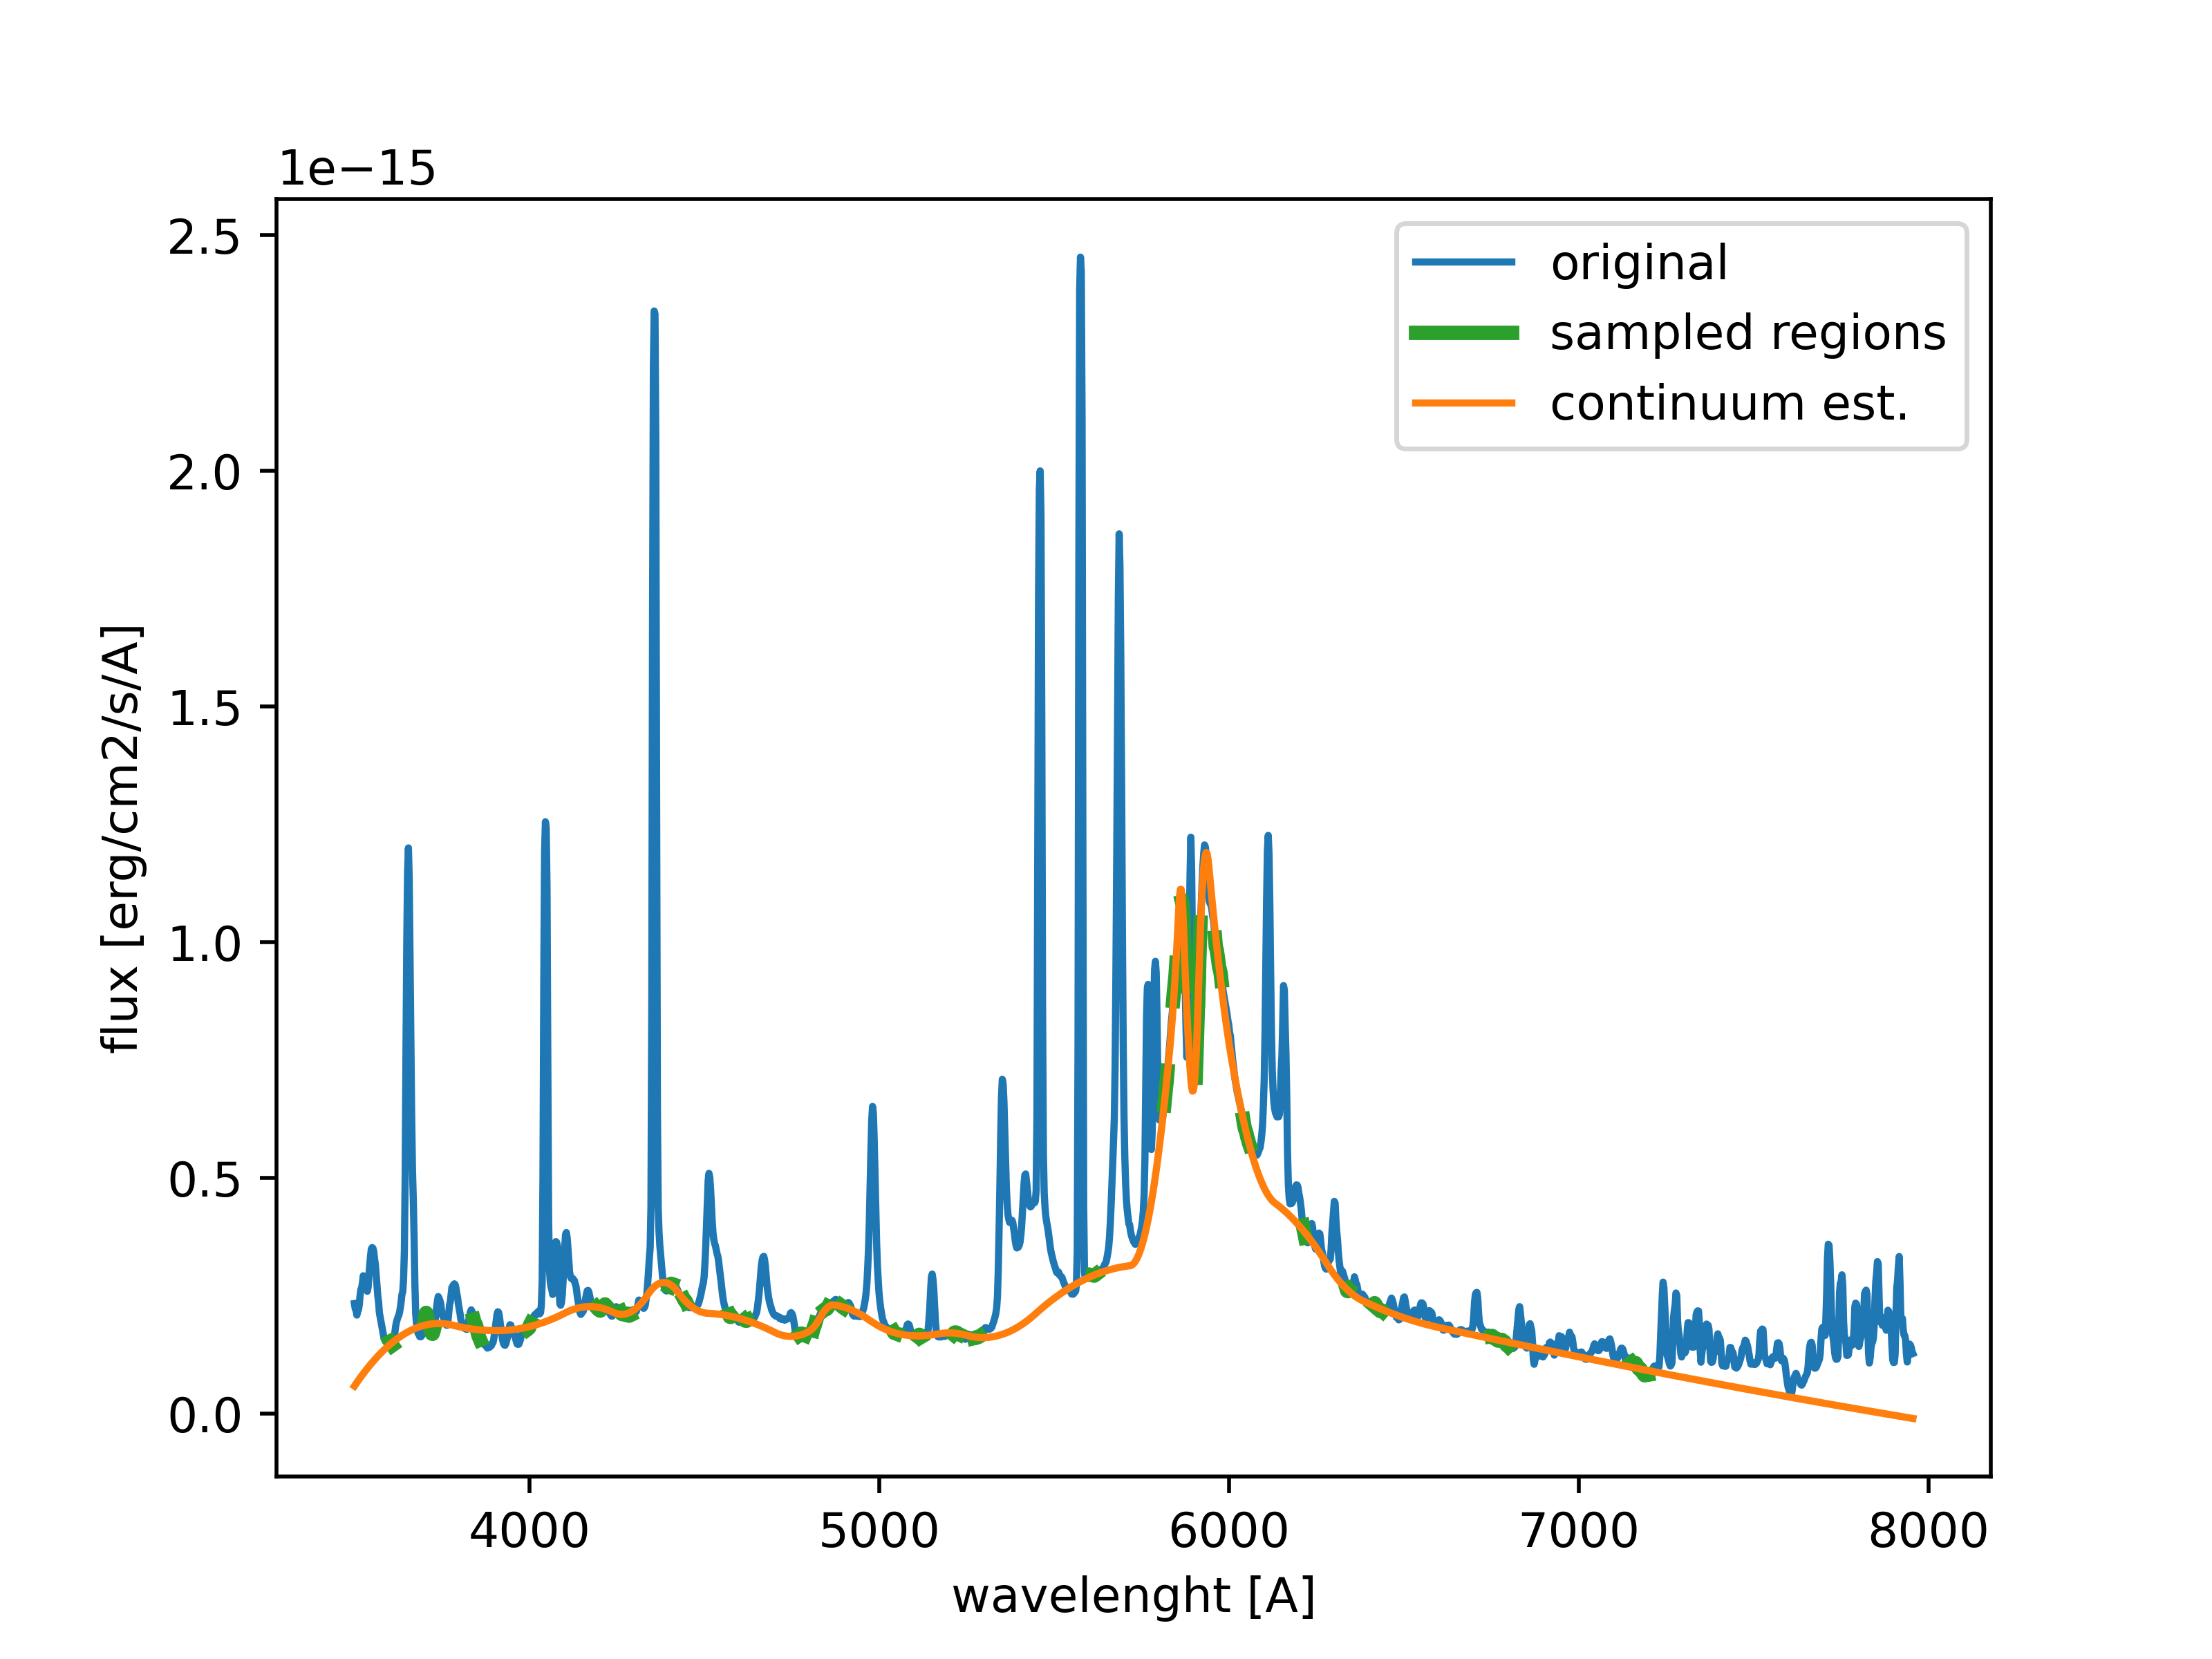 1e−15
2.5
2.0
1.5
1.0
0.5
0.0
flux [erg/cm2/s/A]
original
sampled regions
continuum est.
4000 5000 6000 7000 8000
wavelenght [A]